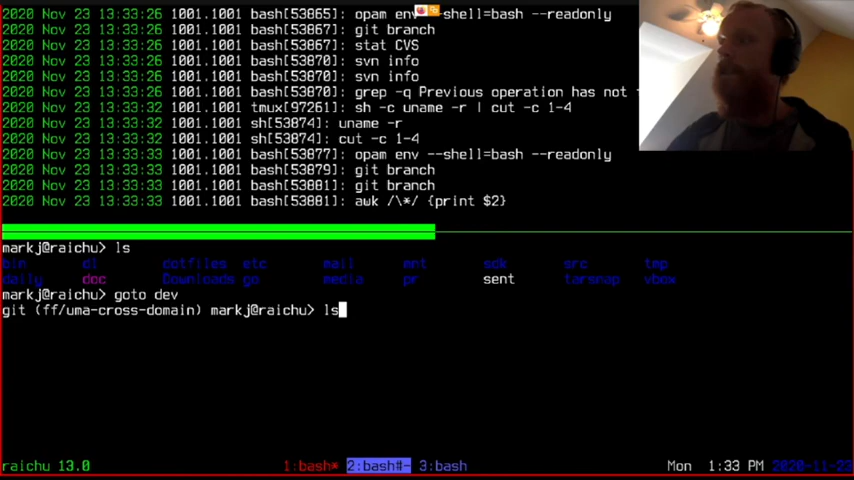 2020 Nov 23 13:33:26 1001.1001 bash[53865]: opam env --shell=bash --readonly
2020 Nov 23 13:33:26 1001.1001 bash[53867]: git branch
2020 Nov 23 13:33:26 1001.1001 bash[53867]: stat CVS
2020 Nov 23 13:33:26 1001.1001 bash[53870]: svn info
2020 Nov 23 13:33:26 1001.1001 bash[53870]: svn info
2020 Nov 23 13:33:26 1001.1001 bash[53870]: grep -q Previous operation has not
2020 Nov 23 13:33:32 1001.1001 tmux[97261]: sh -c uname -r | cut -c 1-4
2020 Nov 23 13:33:32 1001.1001 sh[53874]: uname -r
2020 Nov 23 13:33:32 1001.1001 sh[53874]: cut -c 1-4
2020 Nov 23 13:33:33 1001.1001 bash[53877]: opam env --shell=bash --readonly
2020 Nov 23 13:33:33 1001.1001 bash[53879]: git branch
2020 Nov 23 13:33:33 1001.1001 bash[53881]: git branch
2020 Nov 23 13:33:33 1001.1001 bash[53881]: awk /\*/ {print $2}
markj@raichu> ls
bin dl dotfiles etc mail mnt sdk src tmp
daily doc Downloads go media pr sent tarsnap vbox
markj@raichu> goto dev
git (ff/uma-cross-domain) markj@raichu> ls
raichu 13.0 1:bash* 2:bash#- 3:bash Mon 1:33 PM 2020-11-23